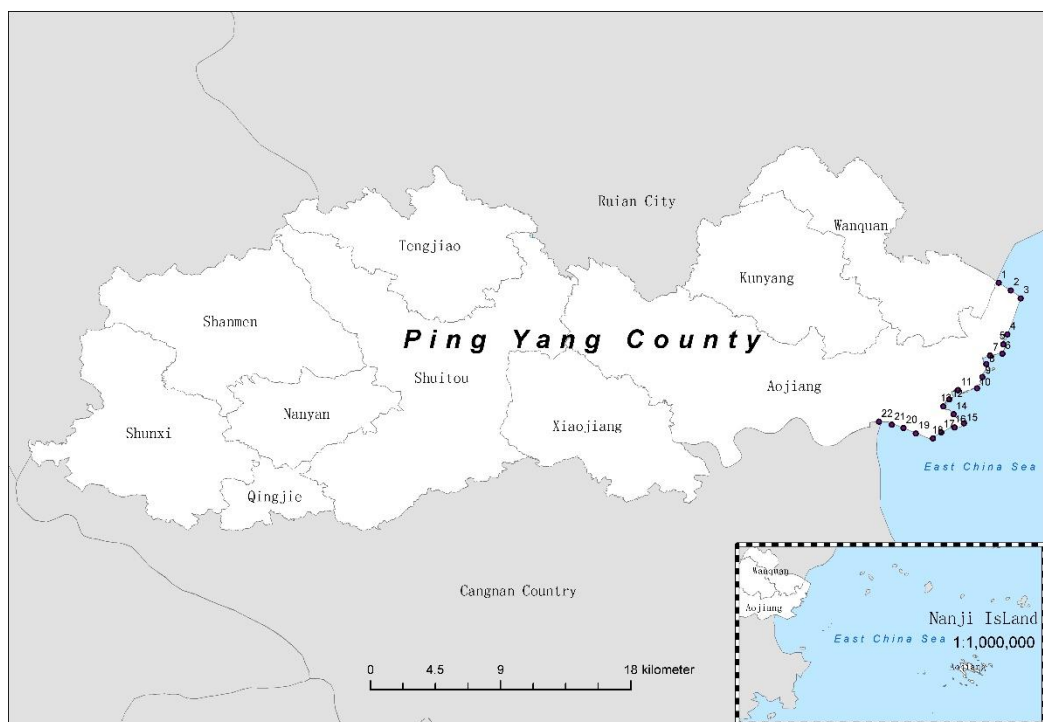 Ruian City
Wanquan
Tengjiao
Kunyang
1
2
3
Shanmen
Ping Yang County
4
5
6
7
8
9
Shuitou
Aojiang
10
11
12
13
14
Nanyan
Shunxi
Xiaojiang
15
16
17
18
19
20
21
22
East China Sea
Qingjie
Cangnan Country
Wanquan
Aojiang
Nanji IsLand
East China Sea
1:1,000,000
0 4.5 9 18 kilometer